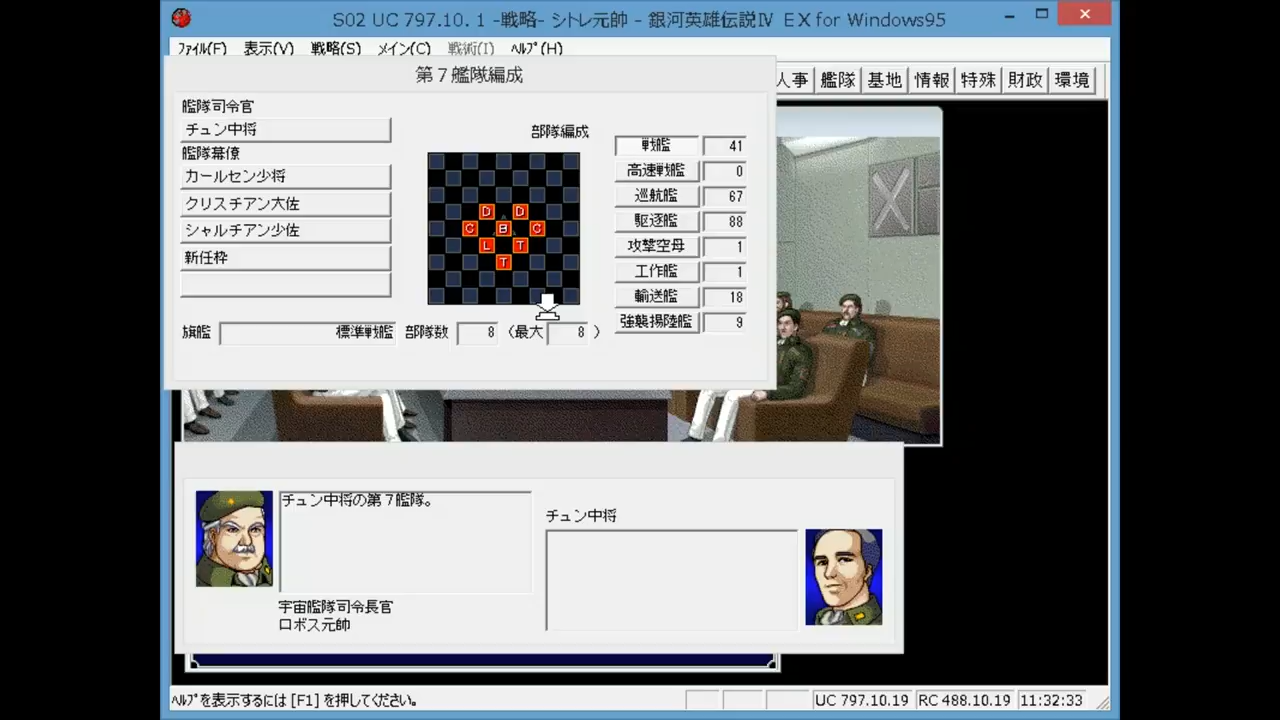 S02 UC 797.10. 1 -戦略- シトレ元帥 - 銀河英雄伝説Ⅳ EX for Windows95
ﾌｧｲﾙ(F) 表示(V) 戦略(S) メイン(C) 戦術(I) ﾍﾙﾌﾟ(H)
人事 艦隊 基地 情報 特殊 財政 環境
第７艦隊編成
艦隊司令官
チュン中将
艦隊幕僚
カールセン少将
クリスチアン大佐
シャルチアン少佐
新任枠
部隊編成
D D
C B C
L T
T
戦艦 41
高速戦艦 0
巡航艦 67
駆逐艦 88
攻撃空母 1
工作艦 1
輸送艦 18
強襲揚陸艦 9
旗艦 標準戦艦 部隊数 8 (最大 8 )
チュン中将の第７艦隊。
宇宙艦隊司令長官
ロボス元帥
チュン中将
ﾍﾙﾌﾟを表示するには [F1] を押してください。
UC 797.10.19 RC 488.10.19 11:32:33